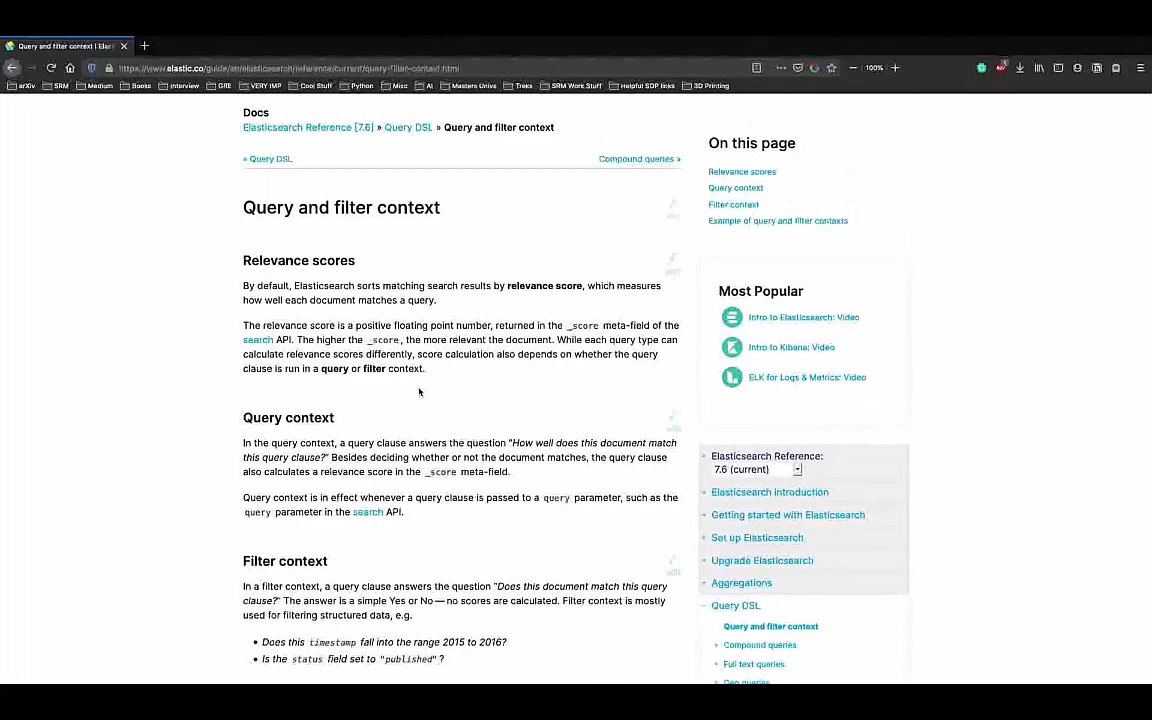 Query and filter context | Elast
https://www.elastic.co/guide/en/elasticsearch/reference/current/query-filter-context.html
100%
arXiv SRM Medium Books Interview GRE VERY IMP Cool Stuff Python Misc AI Masters Univs Treks SRM Work Stuff Helpful SOP links 3D Printing
Docs
Elasticsearch Reference [7.6] » Query DSL » Query and filter context
« Query DSL
Compound queries »
Query and filter context
Relevance scores
By default, Elasticsearch sorts matching search results by relevance score, which measures
how well each document matches a query.
The relevance score is a positive floating point number, returned in the _score meta-field of the
search API. The higher the _score, the more relevant the document. While each query type can
calculate relevance scores differently, score calculation also depends on whether the query
clause is run in a query or filter context.
Query context
In the query context, a query clause answers the question "How well does this document match
this query clause?" Besides deciding whether or not the document matches, the query clause
also calculates a relevance score in the _score meta-field.
Query context is in effect whenever a query clause is passed to a query parameter, such as the
query parameter in the search API.
Filter context
In a filter context, a query clause answers the question "Does this document match this query
clause?" The answer is a simple Yes or No — no scores are calculated. Filter context is mostly
used for filtering structured data, e.g.
• Does this timestamp fall into the range 2015 to 2016?
• Is the status field set to "published" ?
On this page
Relevance scores
Query context
Filter context
Example of query and filter contexts
Most Popular
Intro to Elasticsearch: Video
Intro to Kibana: Video
ELK for Logs & Metrics: Video
Elasticsearch Reference:
7.6 (current)
Elasticsearch introduction
Getting started with Elasticsearch
Set up Elasticsearch
Upgrade Elasticsearch
Aggregations
Query DSL
Query and filter context
Compound queries
Full text queries
Geo queries